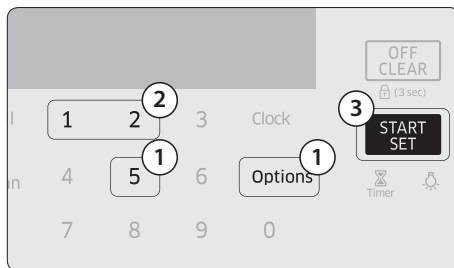 OFF
CLEAR
(3 sec)
2
3
1 2 3 Clock
START
SET
1
1
4 5 6 Options
Timer
7 8 9 0